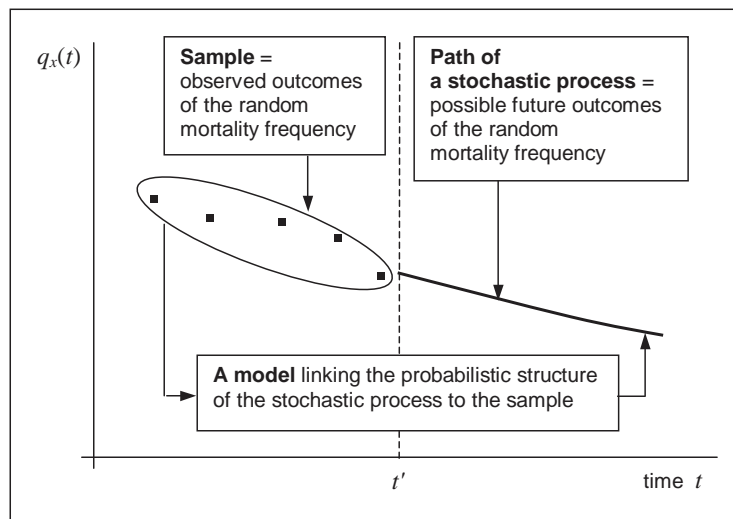 qx(t)
Sample =
observed outcomes
of the random
mortality frequency
Path of
a stochastic process =
possible future outcomes
of the random
mortality frequency
A model linking the probabilistic structure
of the stochastic process to the sample
t'
time t